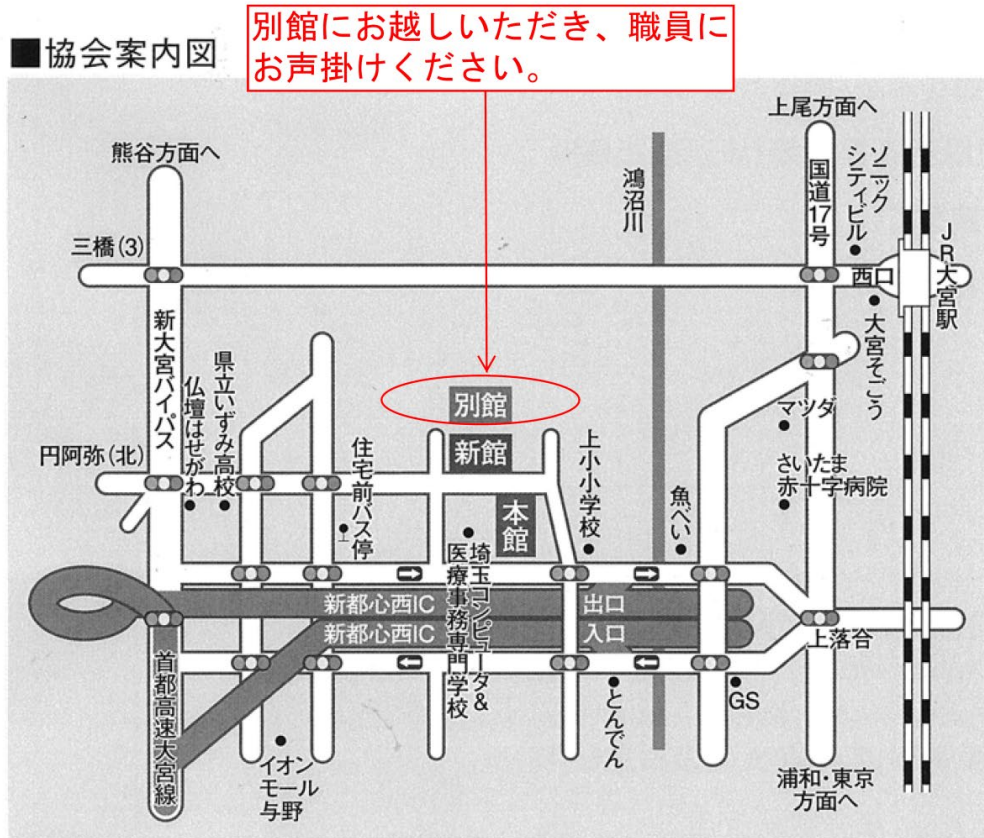 別館にお越しいただき、職員に
お声掛けください。
■協会案内図
熊谷方面へ
上尾方面へ
鴻沼川
国道17号
ソニック
シティビル
JR大宮駅
三橋(3)
西口
新大宮バイパス
大宮そごう
県立いずみ高校
仏壇はせがわ
別館
マツダ
円阿弥(北)
住宅前バス停
新館
上小小学校
さいたま
赤十字病院
本館
魚べい
埼玉コンピュータ&
医療事務専門学校
新都心西IC
出口
新都心西IC
入口
上落合
首都高速大宮線
とんでん
GS
イオン
モール
与野
浦和・東京
方面へ